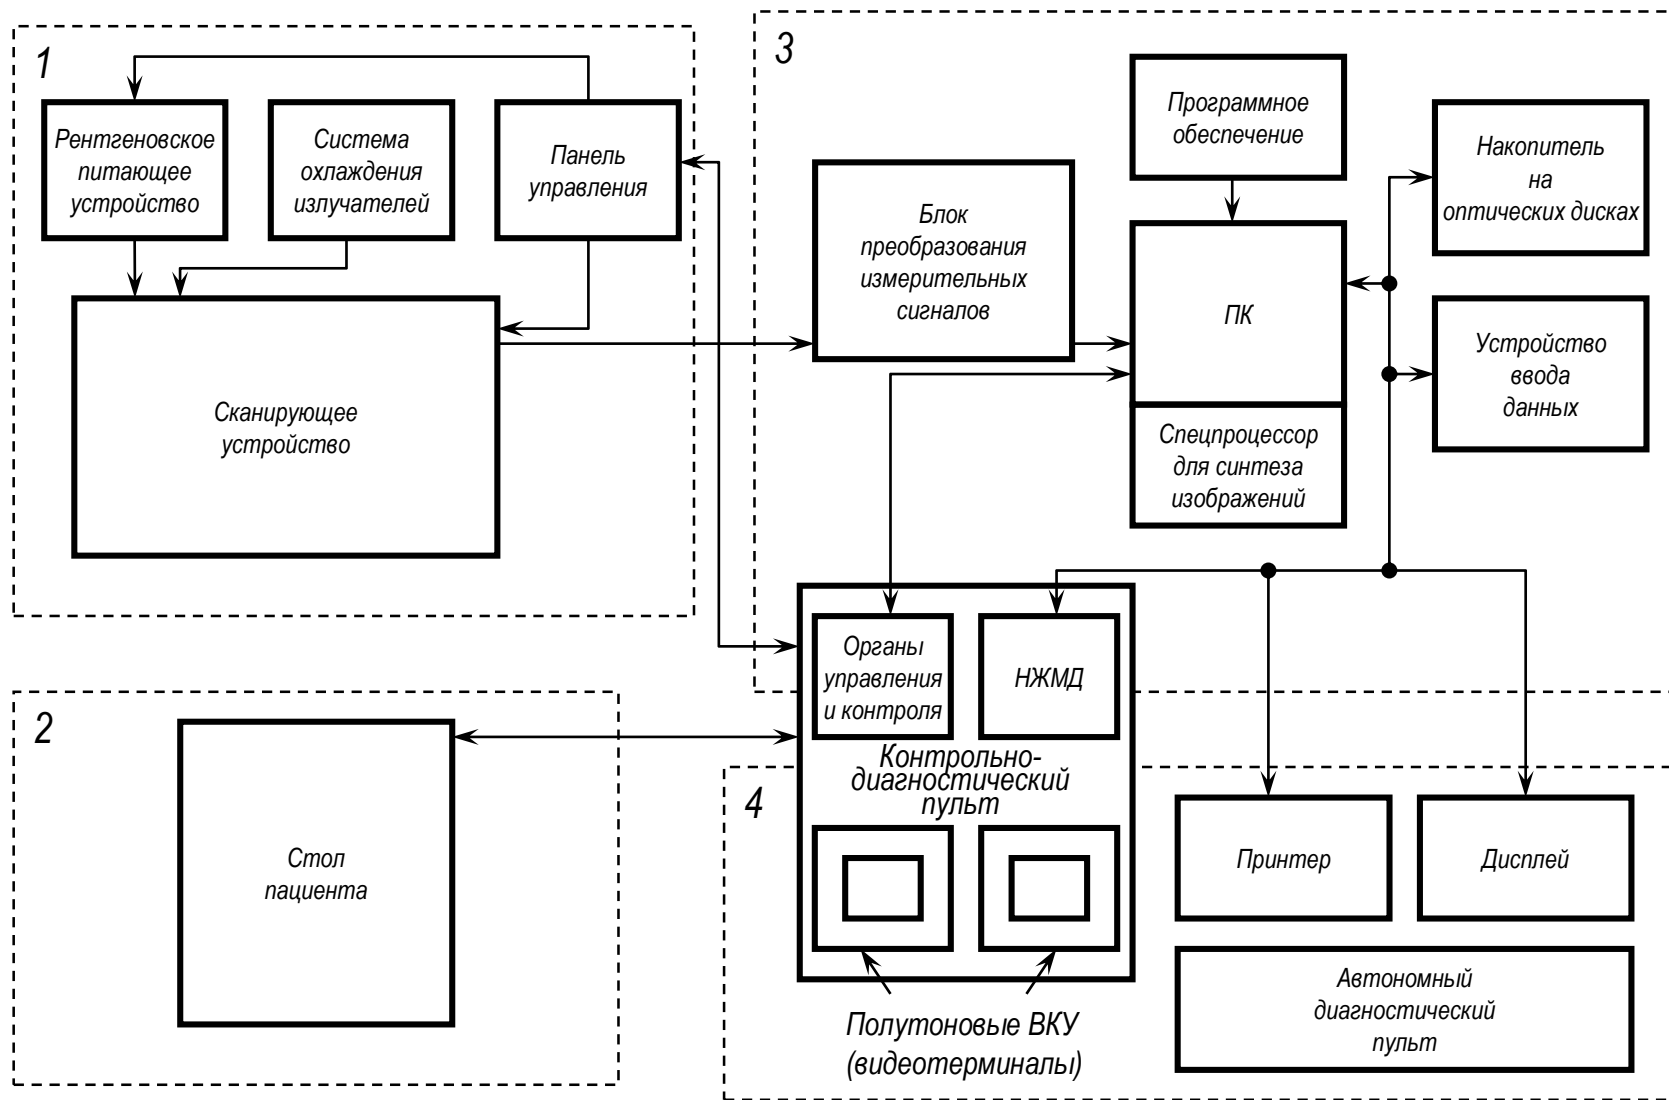 1
Рентгеновское
питающее
устройство
Система
охлаждения
излучателей
Панель
управления
Сканирующее
устройство
3
Блок
преобразования
измерительных
сигналов
Программное
обеспечение
ПК
Спецпроцессор
для синтеза
изображений
Накопитель
на
оптических дисках
Устройство
ввода
данных
2
Стол
пациента
Органы
управления
и контроля
НЖМД
Контрольно-
диагностический
пульт
4
Полутоновые ВКУ
(видеотерминалы)
Принтер
Дисплей
Автономный
диагностический
пульт